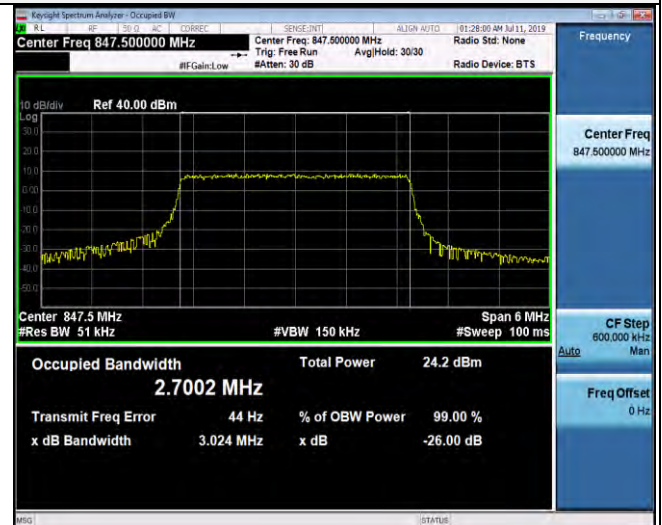 Keysight Spectrum Analyzer - Occupied BW
RL RF 50 Ω AC CORREC SENSE:INT ALIGN AUTO 01:28:00 AM Jul 11, 2019
Center Freq 847.500000 MHz
Center Freq: 847.500000 MHz
Radio Std: None
Trig: Free Run Avg|Hold: 30/30
#IFGain:Low #Atten: 30 dB Radio Device: BTS
Frequency
10 dB/div Ref 40.00 dBm
Log
30.0
20.0
10.0
0.00
-10.0
-20.0
-30.0
-40.0
-50.0
Center Freq
847.500000 MHz
Center 847.5 MHz Span 6 MHz
#Res BW 51 kHz #VBW 150 kHz #Sweep 100 ms
CF Step
600.000 kHz
Auto Man
Occupied Bandwidth Total Power 24.2 dBm
2.7002 MHz
Freq Offset
0 Hz
Transmit Freq Error 44 Hz % of OBW Power 99.00 %
x dB Bandwidth 3.024 MHz x dB -26.00 dB
MSG STATUS